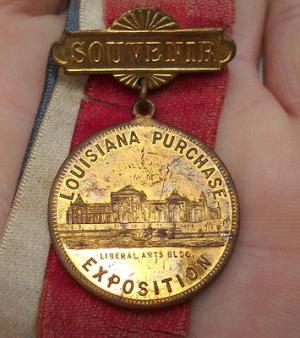 SOUVENIR
LOUISIANA PURCHASE
LIBERAL ARTS BLDG.
EXPOSITION